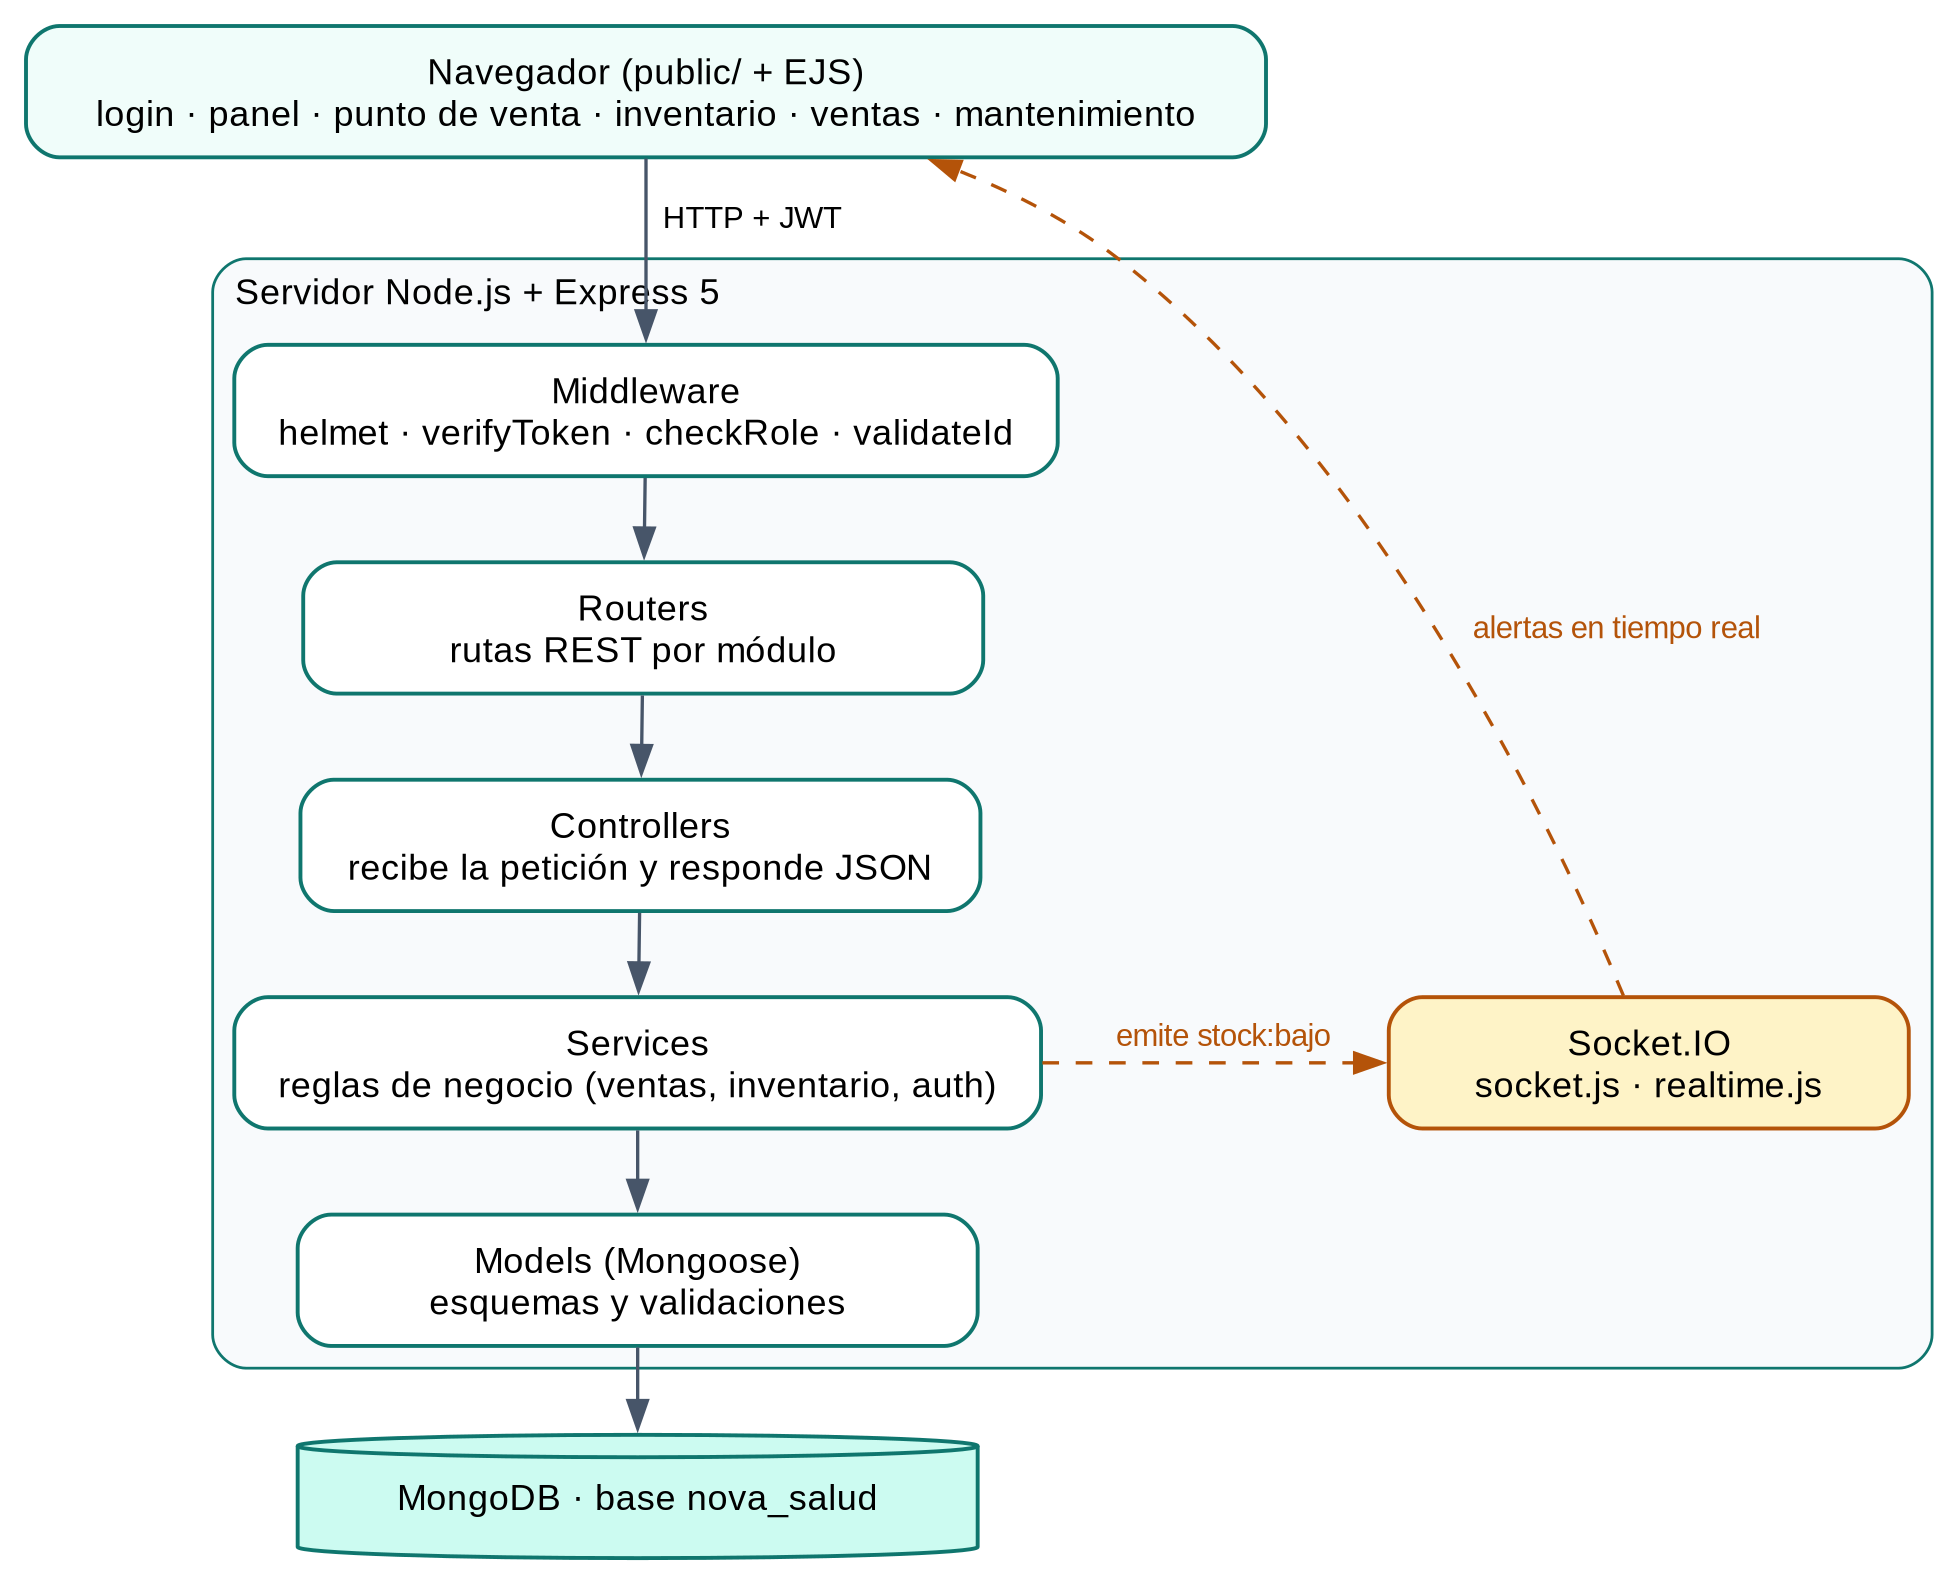 Navegador (public/ + EJS)
login · panel · punto de venta · inventario · ventas · mantenimiento
HTTP + JWT
Servidor Node.js + Express 5
Middleware
helmet · verifyToken · checkRole · validateId
Routers
rutas REST por módulo
alertas en tiempo real
Controllers
recibe la petición y responde JSON
Services
reglas de negocio (ventas, inventario, auth)
emite stock:bajo
Socket.IO
socket.js · realtime.js
Models (Mongoose)
esquemas y validaciones
MongoDB · base nova_salud